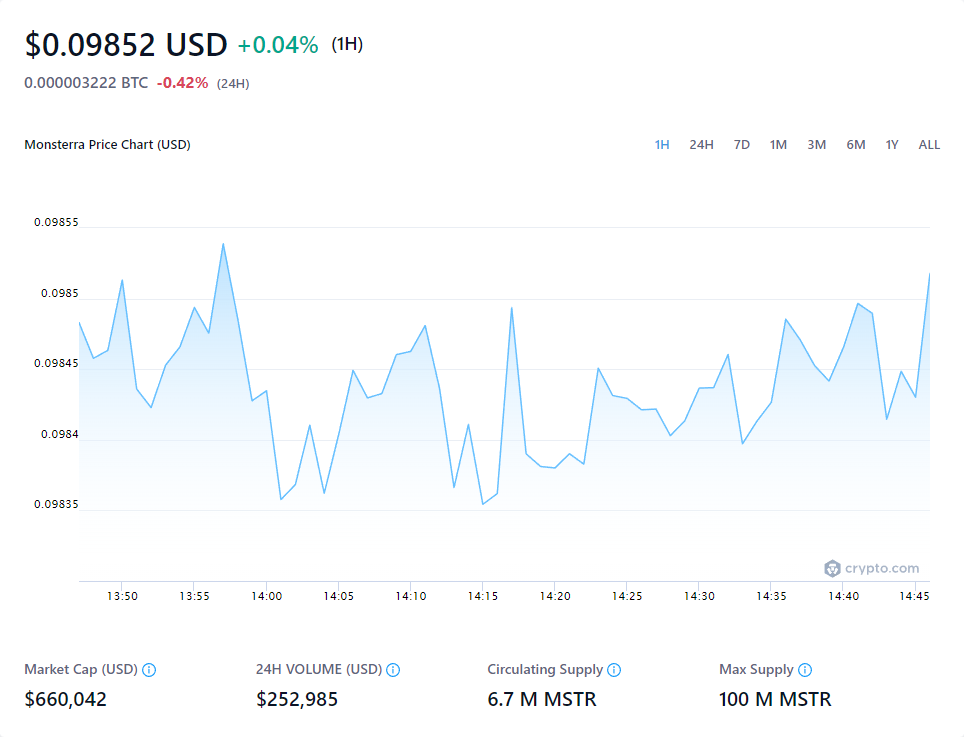 $0.09852 USD +0.04% (1H)
0.000003222 BTC -0.42% (24H)
Monsterra Price Chart (USD) 1H 24H 7D 1M 3M 6M 1Y ALL
0.09855
0.0985
0.09845
0.0984
0.09835
crypto.com
13:50 13:55 14:00 14:05 14:10 14:15 14:20 14:25 14:30 14:35 14:40 14:45
Market Cap (USD) 24H VOLUME (USD) Circulating Supply Max Supply
$660,042 $252,985 6.7 M MSTR 100 M MSTR